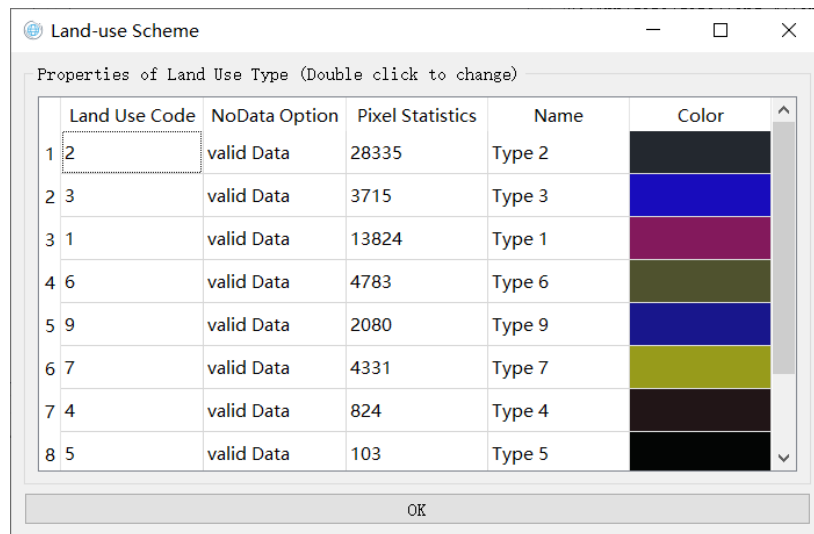 Land-use Scheme
Properties of Land Use Type (Double click to change)
Land Use Code NoData Option Pixel Statistics Name Color
1 2 valid Data 28335 Type 2
2 3 valid Data 3715 Type 3
3 1 valid Data 13824 Type 1
4 6 valid Data 4783 Type 6
5 9 valid Data 2080 Type 9
6 7 valid Data 4331 Type 7
7 4 valid Data 824 Type 4
8 5 valid Data 103 Type 5
OK